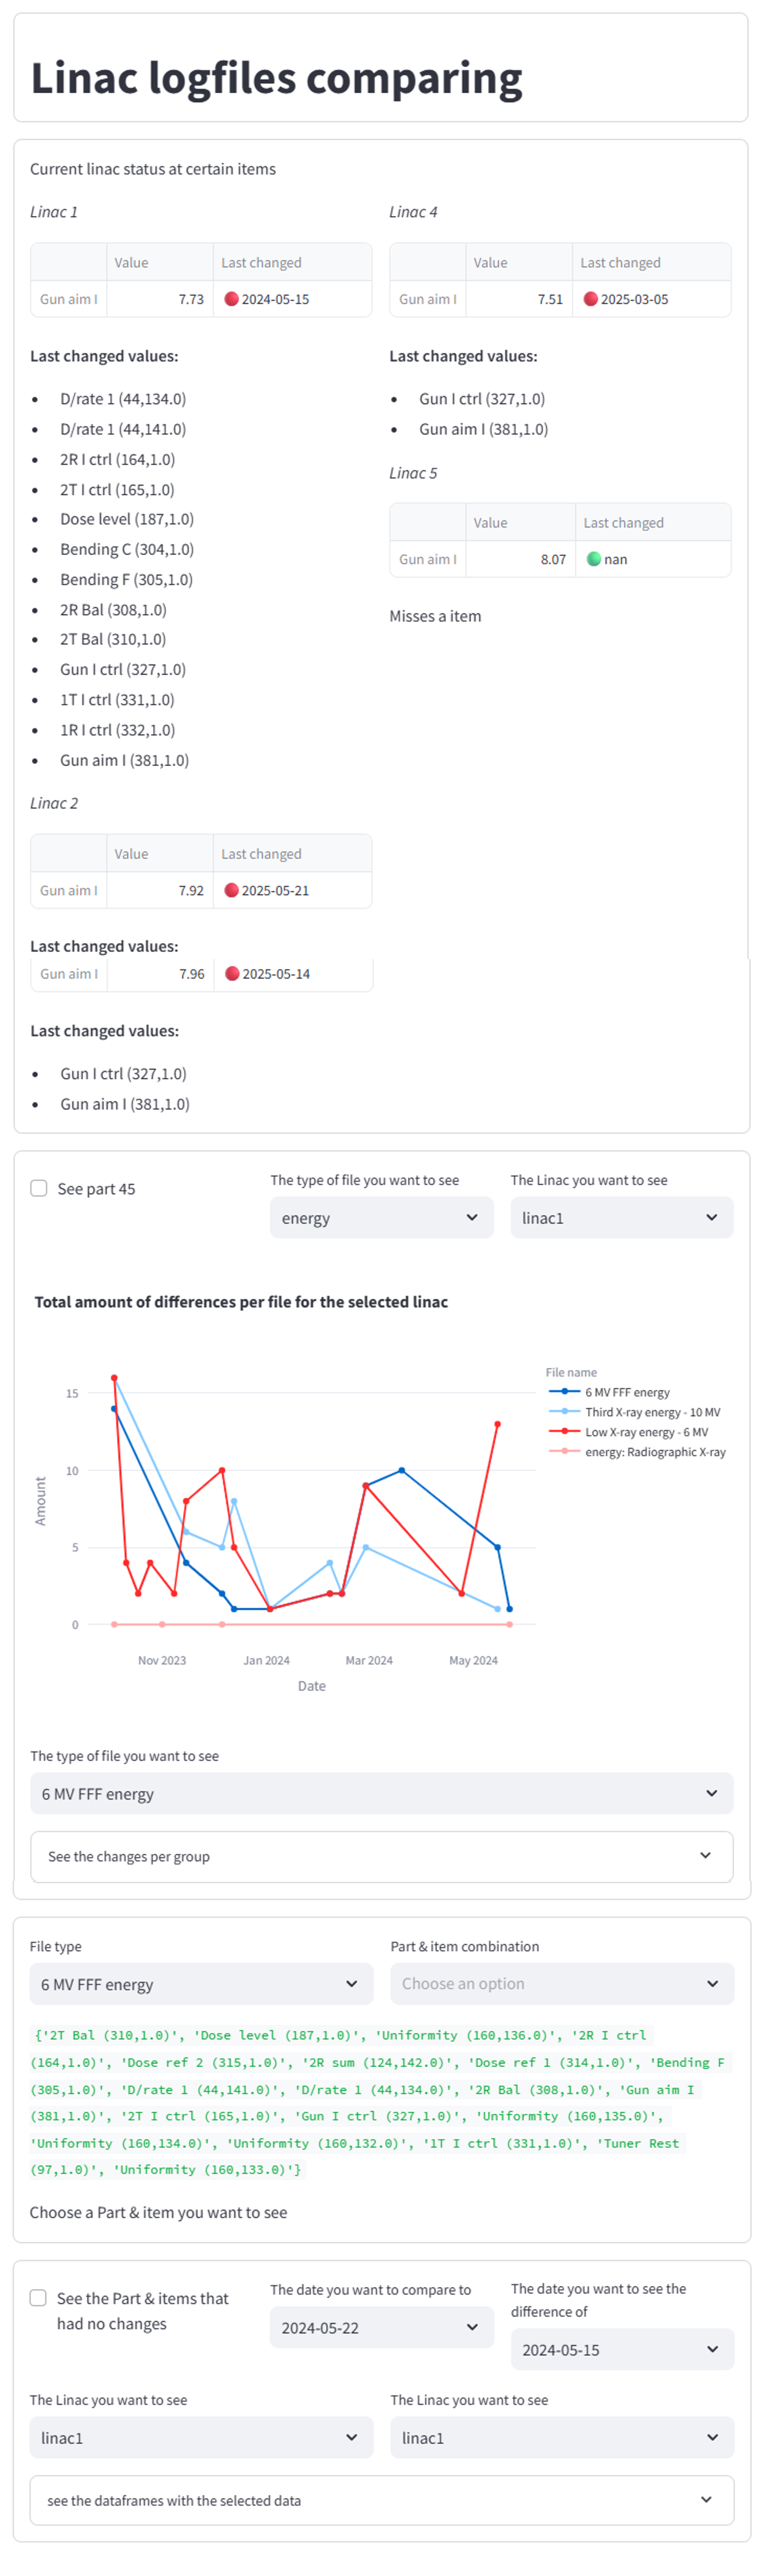 Linac logfiles comparing
Current linac status at certain items
Linac 1
Value Last changed
Gun aim I 7.73 2024-05-15
Last changed values:
D/rate 1 (44,134.0)
D/rate 1 (44,141.0)
2R I ctrl (164,1.0)
2T I ctrl (165,1.0)
Dose level (187,1.0)
Bending C (304,1.0)
Bending F (305,1.0)
2R Bal (308,1.0)
2T Bal (310,1.0)
Gun I ctrl (327,1.0)
1T I ctrl (331,1.0)
1R I ctrl (332,1.0)
Gun aim I (381,1.0)
Linac 2
Value Last changed
Gun aim I 7.92 2025-05-21
Last changed values:
Gun aim I 7.96 2025-05-14
Last changed values:
Gun I ctrl (327,1.0)
Gun aim I (381,1.0)
Linac 4
Value Last changed
Gun aim I 7.51 2025-03-05
Last changed values:
Gun I ctrl (327,1.0)
Gun aim I (381,1.0)
Linac 5
Value Last changed
Gun aim I 8.07 nan
Misses a item
See part 45
The type of file you want to see
energy
The Linac you want to see
linac1
Total amount of differences per file for the selected linac
File name
6 MV FFF energy
Third X-ray energy - 10 MV
Low X-ray energy - 6 MV
energy: Radiographic X-ray
Amount
15
10
5
0
Nov 2023 Jan 2024 Mar 2024 May 2024
Date
The type of file you want to see
6 MV FFF energy
See the changes per group
File type
6 MV FFF energy
Part & item combination
Choose an option
{'2T Bal (310,1.0)', 'Dose level (187,1.0)', 'Uniformity (160,136.0)', '2R I ctrl
(164,1.0)', 'Dose ref 2 (315,1.0)', '2R sum (124,142.0)', 'Dose ref 1 (314,1.0)', 'Bending F
(305,1.0)', 'D/rate 1 (44,141.0)', 'D/rate 1 (44,134.0)', '2R Bal (308,1.0)', 'Gun aim I
(381,1.0)', '2T I ctrl (165,1.0)', 'Gun I ctrl (327,1.0)', 'Uniformity (160,135.0)',
'Uniformity (160,134.0)', 'Uniformity (160,132.0)', '1T I ctrl (331,1.0)', 'Tuner Rest
(97,1.0)', 'Uniformity (160,133.0)'}
Choose a Part & item you want to see
See the Part & items that
had no changes
The date you want to compare to
2024-05-22
The date you want to see the
difference of
2024-05-15
The Linac you want to see
linac1
The Linac you want to see
linac1
see the dataframes with the selected data